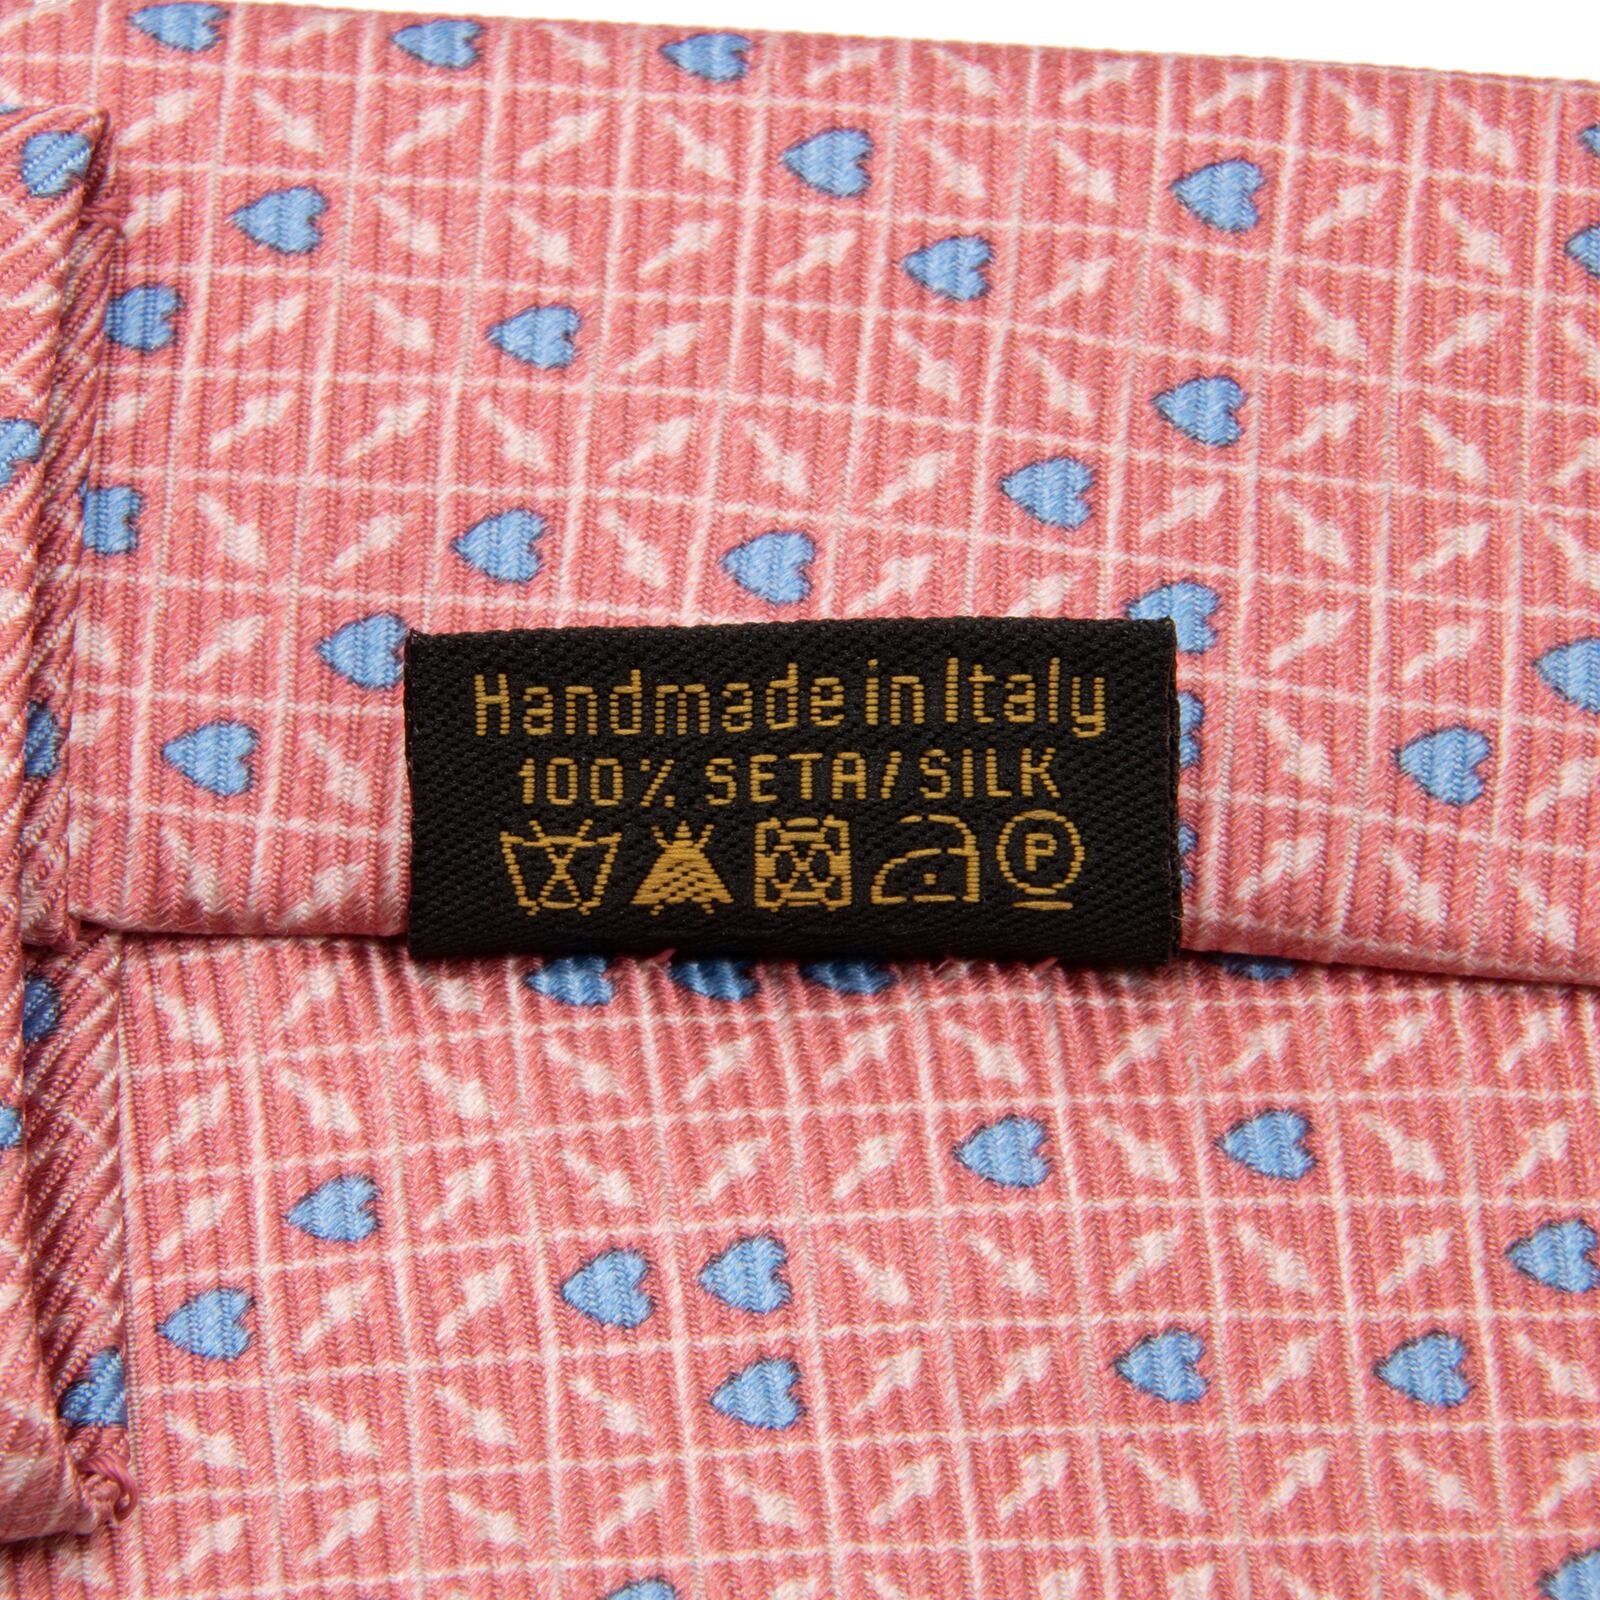 Handmade in Italy
100% SETA/SILK
P